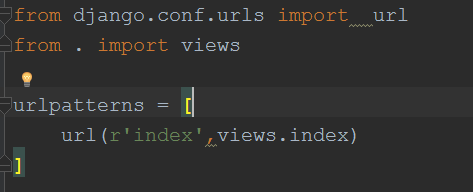 from django.conf.urls import  url
from . import views
urlpatterns = [
    url(r'index',views.index)
]